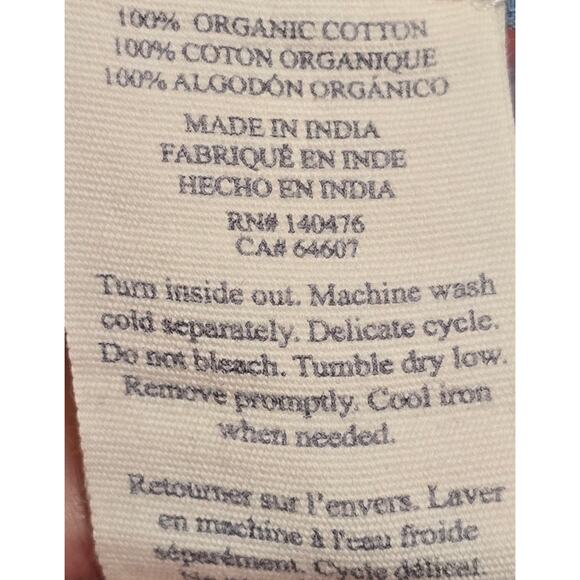 100% ORGANIC COTTON
100% COTON ORGANIQUE
100% ALGODÓN ORGÁNICO
MADE IN INDIA
FABRIQUÉ EN INDE
HECHO EN INDIA
RN# 140476
CA# 64607
Turn inside out. Machine wash
cold separately. Delicate cycle.
Do not bleach. Tumble dry low.
Remove promptly. Cool iron
when needed.
Retourner sur l'envers. Laver
en machine à l'eau froide
séparément. Cycle délicat.